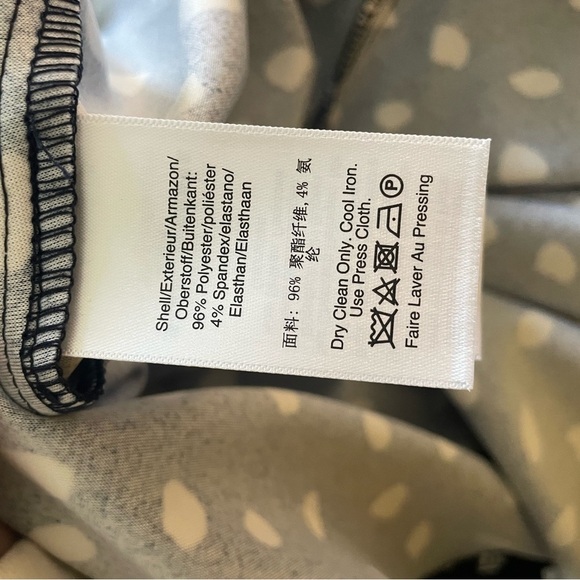 Shell/Exterieur/Armazon/
Oberstoff/Buitenkant:
96% Polyester/poliéster
4% Spandex/elastano/
Elasthan/Elasthaan
面料: 96% 聚酯纤维, 4% 氨
纶
Dry Clean Only, Cool Iron.
Use Press Cloth.
P
Faire Laver Au Pressing